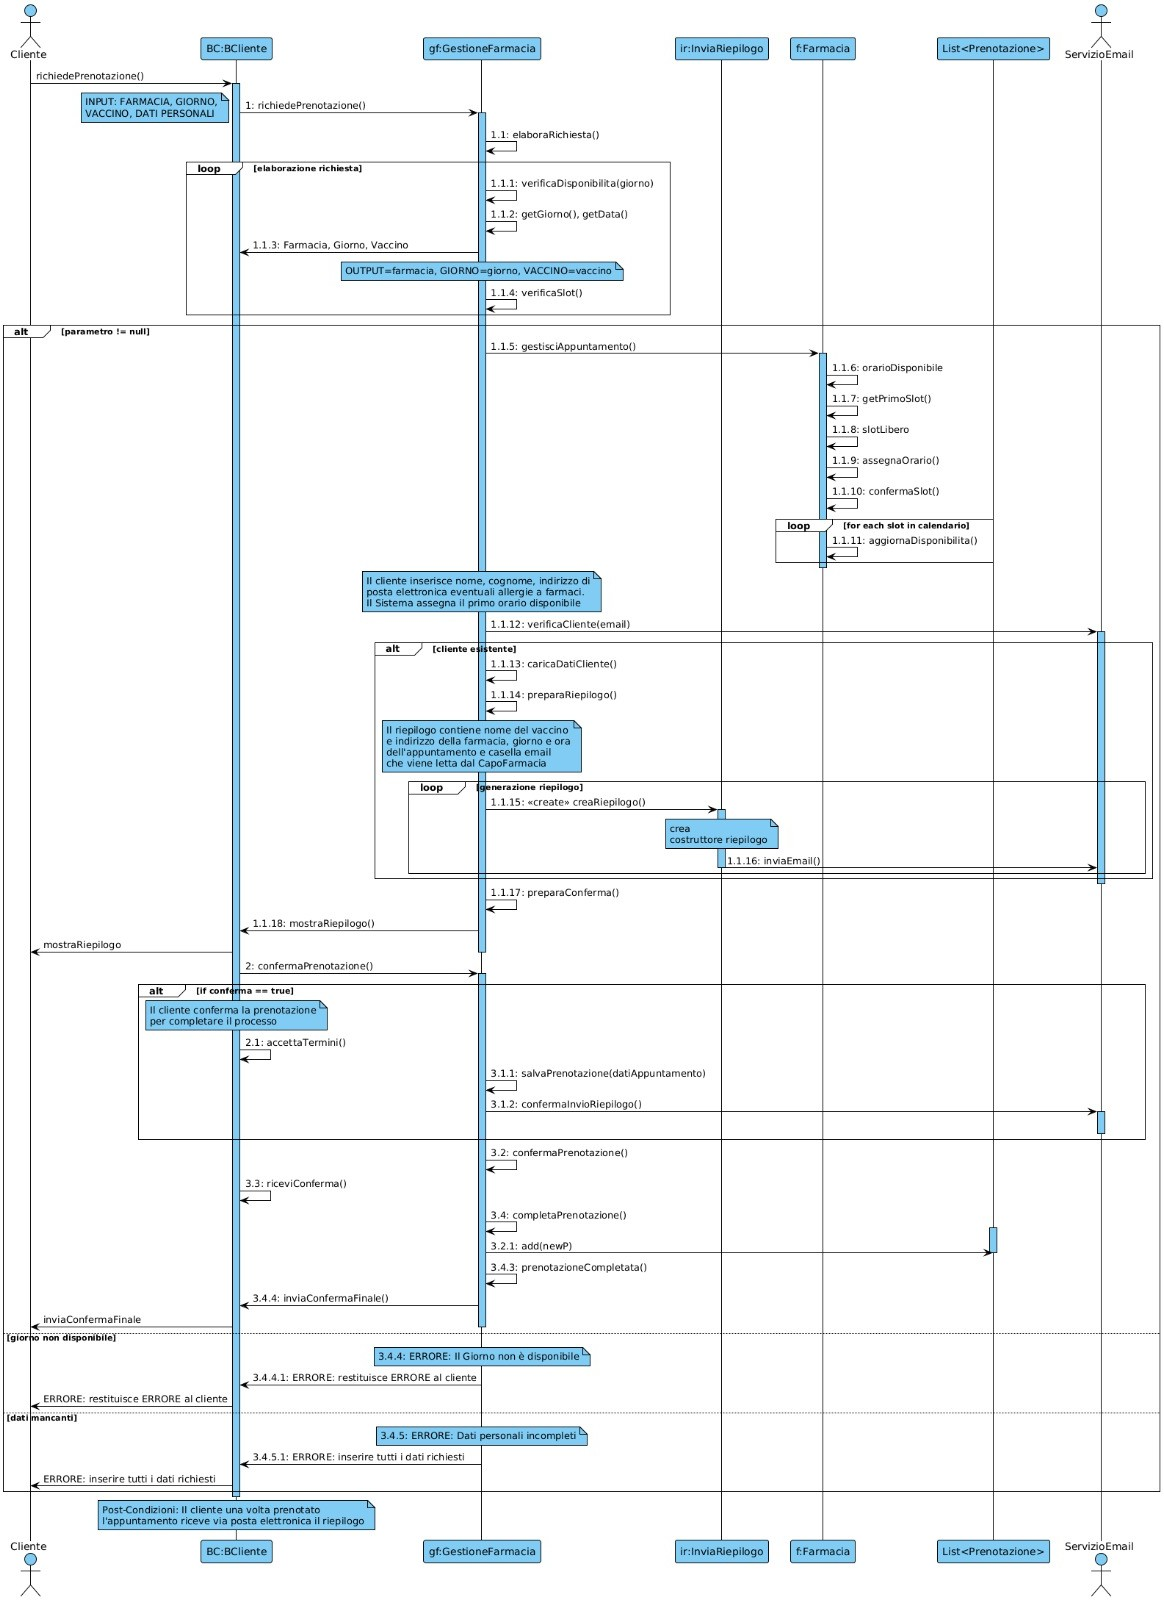 Cliente
BC:BCliente
gf:GestioneFarmacia
ir:InviaRiepilogo
f:Farmacia
List<Prenotazione>
ServizioEmail
richiedePrenotazione()
INPUT: FARMACIA, GIORNO,
VACCINO, DATI PERSONALI
1: richiedePrenotazione()
1.1: elaboraRichiesta()
loop
[elaborazione richiesta]
1.1.1: verificaDisponibilita(giorno)
1.1.2: getGiorno(), getData()
1.1.3: Farmacia, Giorno, Vaccino
OUTPUT=farmacia, GIORNO=giorno, VACCINO=vaccino
1.1.4: verificaSlot()
alt
[parametro != null]
1.1.5: gestisciAppuntamento()
1.1.6: orarioDisponibile
1.1.7: getPrimoSlot()
1.1.8: slotLibero
1.1.9: assegnaOrario()
1.1.10: confermaSlot()
loop
[for each slot in calendario]
1.1.11: aggiornaDisponibilita()
Il cliente inserisce nome, cognome, indirizzo di
posta elettronica eventuali allergie a farmaci.
Il Sistema assegna il primo orario disponibile
1.1.12: verificaCliente(email)
alt
[cliente esistente]
1.1.13: caricaDatiCliente()
1.1.14: preparaRiepilogo()
Il riepilogo contiene nome del vaccino
e indirizzo della farmacia, giorno e ora
dell'appuntamento e casella email
che viene letta dal CapoFarmacia
loop
[generazione riepilogo]
1.1.15: «create» creaRiepilogo()
crea
costruttore riepilogo
1.1.16: inviaEmail()
1.1.17: preparaConferma()
1.1.18: mostraRiepilogo()
mostraRiepilogo
2: confermaPrenotazione()
alt
[if conferma == true]
Il cliente conferma la prenotazione
per completare il processo
2.1: accettaTermini()
3.1.1: salvaPrenotazione(datiAppuntamento)
3.1.2: confermaInvioRiepilogo()
3.2: confermaPrenotazione()
3.3: riceviConferma()
3.4: completaPrenotazione()
3.2.1: add(newP)
3.4.3: prenotazioneCompletata()
3.4.4: inviaConfermaFinale()
inviaConfermaFinale
[giorno non disponibile]
3.4.4: ERRORE: Il Giorno non è disponibile
3.4.4.1: ERRORE: restituisce ERRORE al cliente
ERRORE: restituisce ERRORE al cliente
[dati mancanti]
3.4.5: ERRORE: Dati personali incompleti
3.4.5.1: ERRORE: inserire tutti i dati richiesti
ERRORE: inserire tutti i dati richiesti
Post-Condizioni: Il cliente una volta prenotato
l'appuntamento riceve via posta elettronica il riepilogo
Cliente
BC:BCliente
gf:GestioneFarmacia
ir:InviaRiepilogo
f:Farmacia
List<Prenotazione>
ServizioEmail